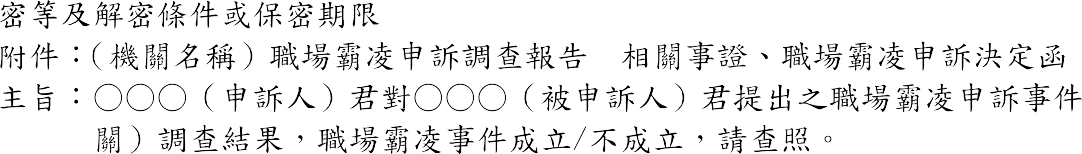 密等及解密條件或保密期限
附件：（機關名稱）職場霸凌申訴調查報告　相關事證、職場霸凌申訴決定函
主旨：○○○（申訴人）君對○○○（被申訴人）君提出之職場霸凌申訴事件
關）調查結果，職場霸凌事件成立/不成立，請查照。